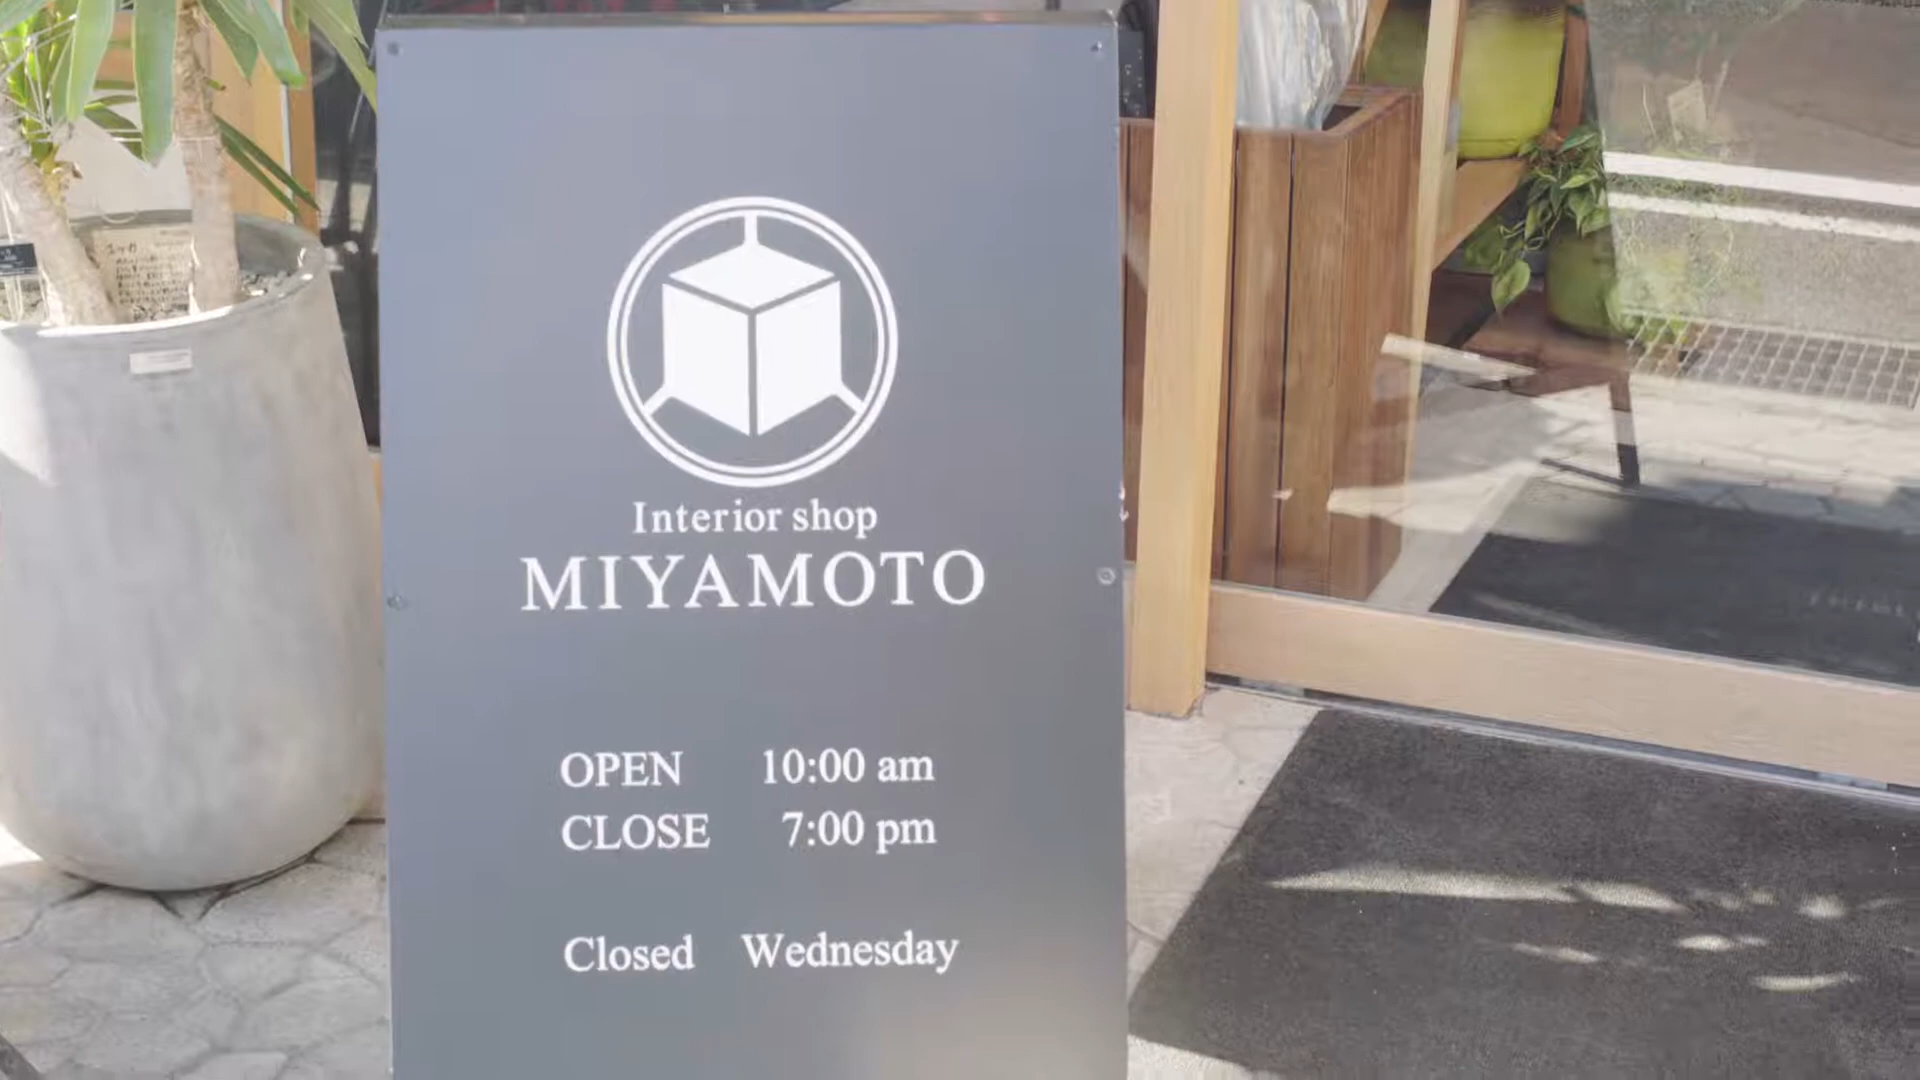 Interior shop
MIYAMOTO
OPEN 10:00 am
CLOSE 7:00 pm
Closed Wednesday